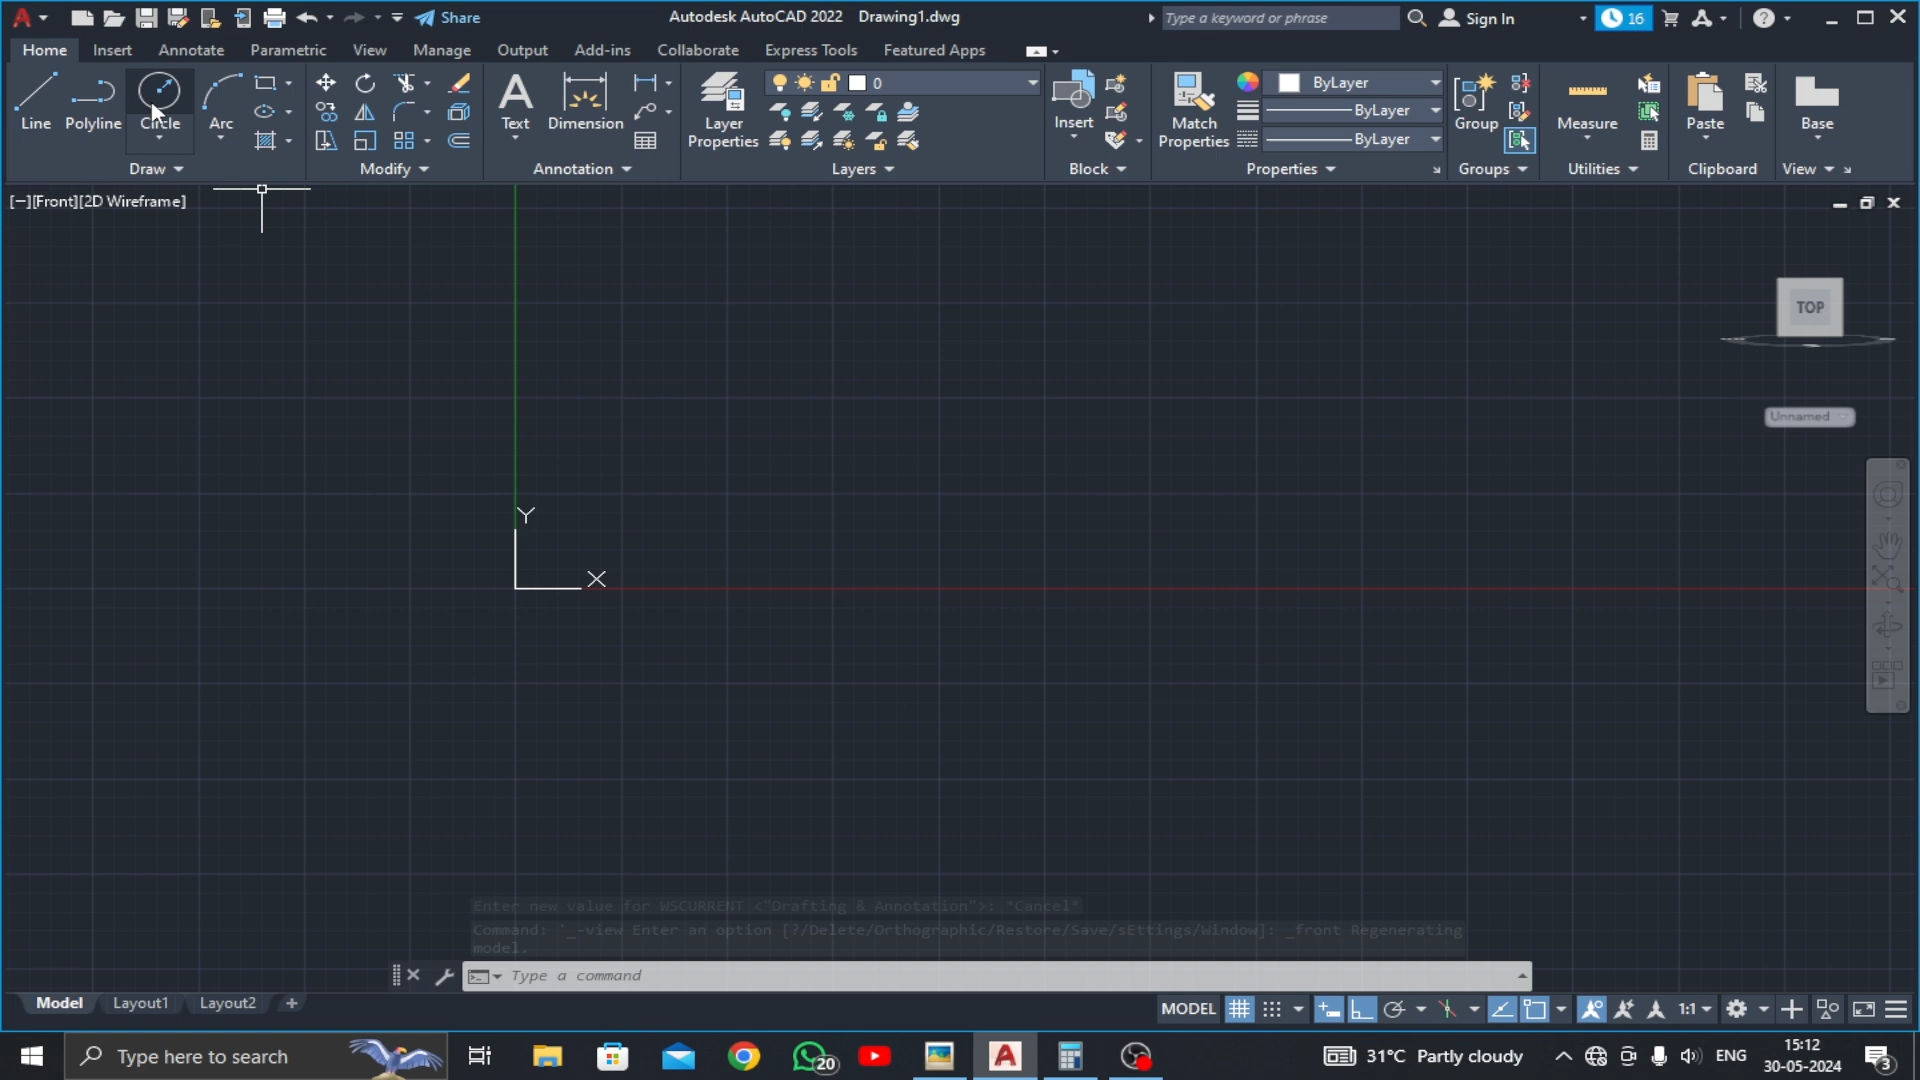 Share
Autodesk AutoCAD 2022 Drawing1.dwg
Type a keyword or phrase
Sign In
16
Home Insert Annotate Parametric View Manage Output Add-ins Collaborate Express Tools Featured Apps
0
ByLayer
ByLayer
ByLayer
Line Polyline Circle Arc
Text Dimension
Layer Properties
Insert
Match Properties
Group
Measure
Paste
Base
Draw Modify Annotation Layers Block Properties Groups Utilities Clipboard View
[−][Front][2D Wireframe]
TOP
Unnamed
Y
X
Enter new value for WSCURRENT <"Drafting & Annotation">: *Cancel*
Command: '_-view Enter an option [?/Delete/Orthographic/Restore/Save/sEttings/Window]: _front Regenerating
model.
Type a command
Model Layout1 Layout2 +
MODEL
1:1
Type here to search
20
31°C Partly cloudy
ENG
15:12
30-05-2024
3